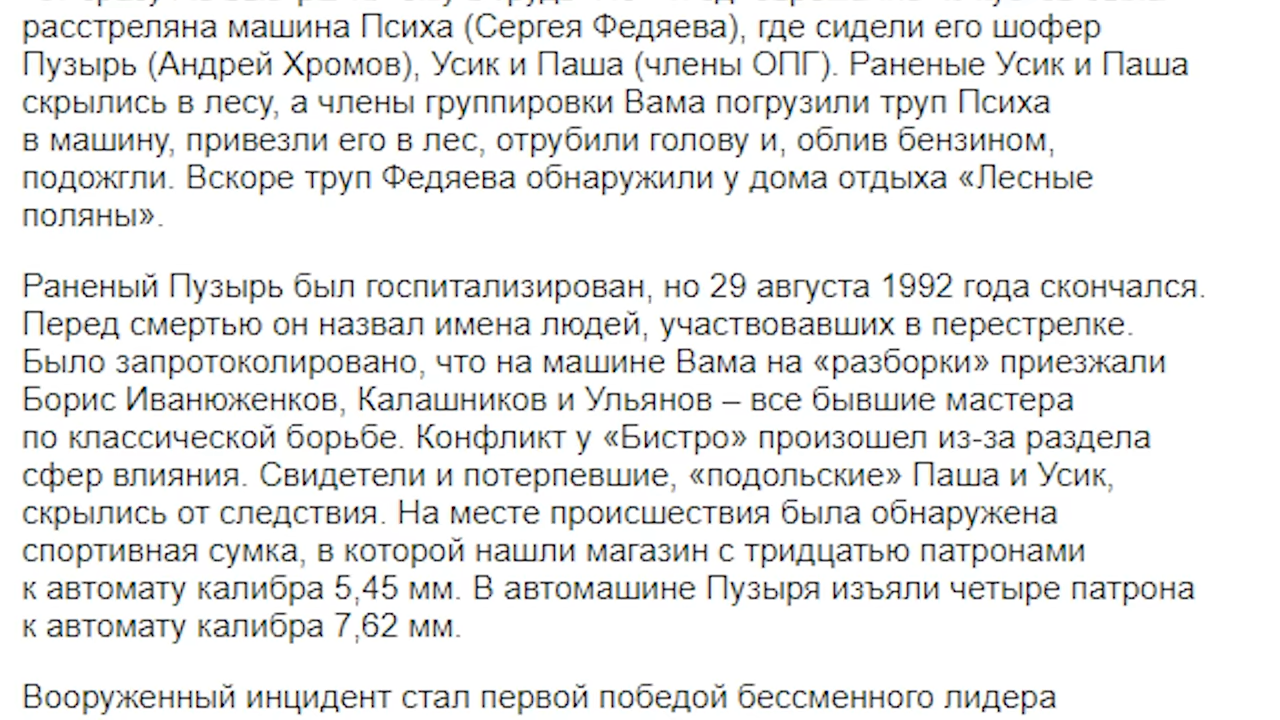 расстреляна машина Психа (Сергея Федяева), где сидели его шофер
Пузырь (Андрей Хромов), Усик и Паша (члены ОПГ). Раненые Усик и Паша
скрылись в лесу, а члены группировки Вама погрузили труп Психа
в машину, привезли его в лес, отрубили голову и, облив бензином,
подожгли. Вскоре труп Федяева обнаружили у дома отдыха «Лесные
поляны».
Раненый Пузырь был госпитализирован, но 29 августа 1992 года скончался.
Перед смертью он назвал имена людей, участвовавших в перестрелке.
Было запротоколировано, что на машине Вама на «разборки» приезжали
Борис Иванюженков, Калашников и Ульянов – все бывшие мастера
по классической борьбе. Конфликт у «Бистро» произошел из-за раздела
сфер влияния. Свидетели и потерпевшие, «подольские» Паша и Усик,
скрылись от следствия. На месте происшествия была обнаружена
спортивная сумка, в которой нашли магазин с тридцатью патронами
к автомату калибра 5,45 мм. В автомашине Пузыря изъяли четыре патрона
к автомату калибра 7,62 мм.
Вооруженный инцидент стал первой победой бессменного лидера